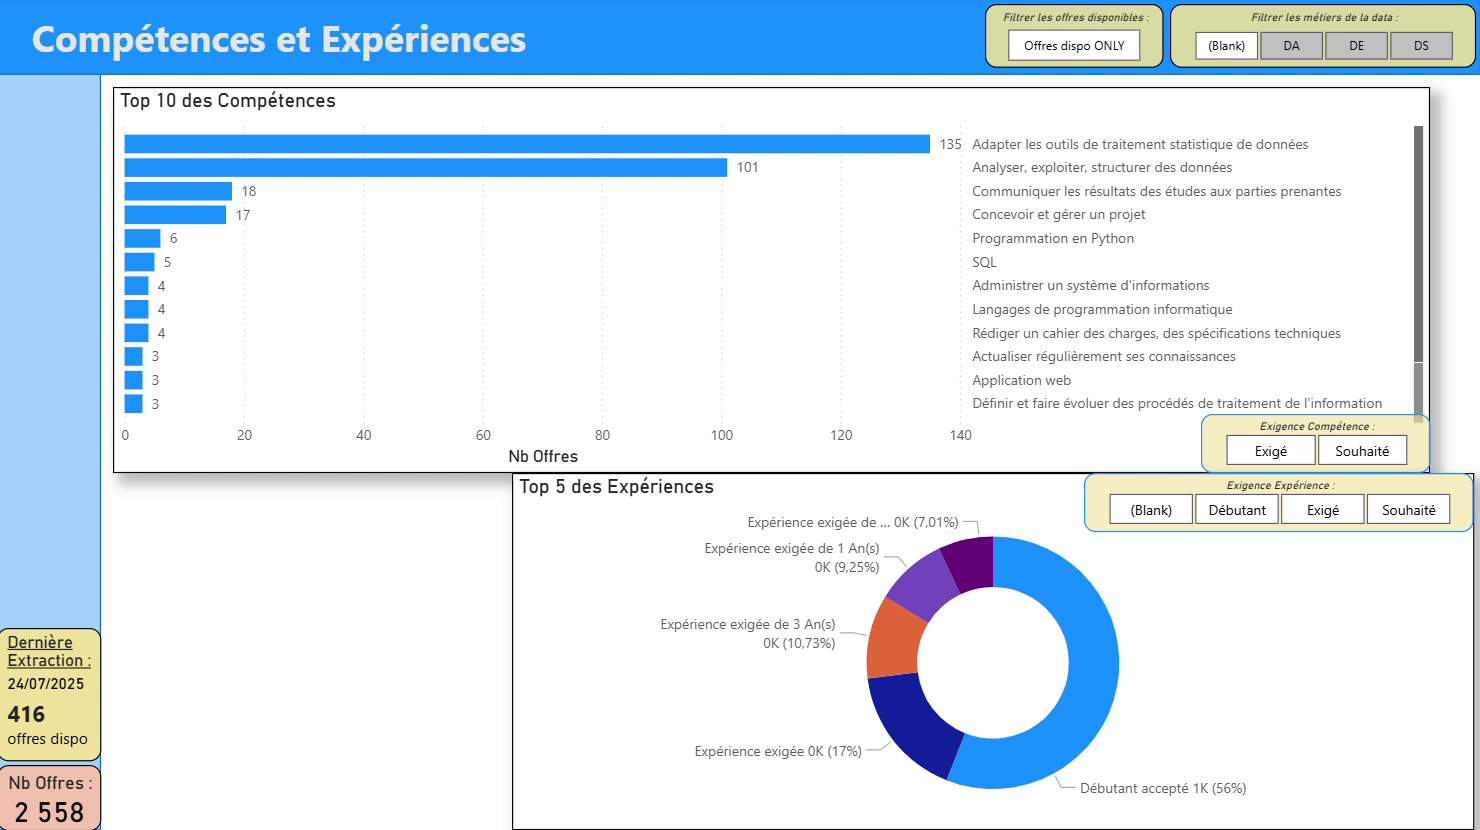 Compétences et Expériences
Filtrer les offres disponibles :
Offres dispo ONLY
Filtrer les métiers de la data :
(Blank)
DA
DE
DS
Top 10 des Compétences
135 Adapter les outils de traitement statistique de données
101 Analyser, exploiter, structurer des données
18 Communiquer les résultats des études aux parties prenantes
17 Concevoir et gérer un projet
6 Programmation en Python
5 SQL
4 Administrer un système d'informations
4 Langages de programmation informatique
4 Rédiger un cahier des charges, des spécifications techniques
3 Actualiser régulièrement ses connaissances
3 Application web
3 Définir et faire évoluer des procédés de traitement de l'information
0 20 40 60 80 100 120 140
Nb Offres
Exigence Compétence :
Exigé
Souhaité
Top 5 des Expériences
Exigence Expérience :
(Blank)
Débutant
Exigé
Souhaité
Expérience exigée de ... 0K (7,01%)
Expérience exigée de 1 An(s)
0K (9,25%)
Expérience exigée de 3 An(s)
0K (10,73%)
Expérience exigée 0K (17%)
Débutant accepté 1K (56%)
Dernière
Extraction :
24/07/2025
416
offres dispo
Nb Offres :
2 558